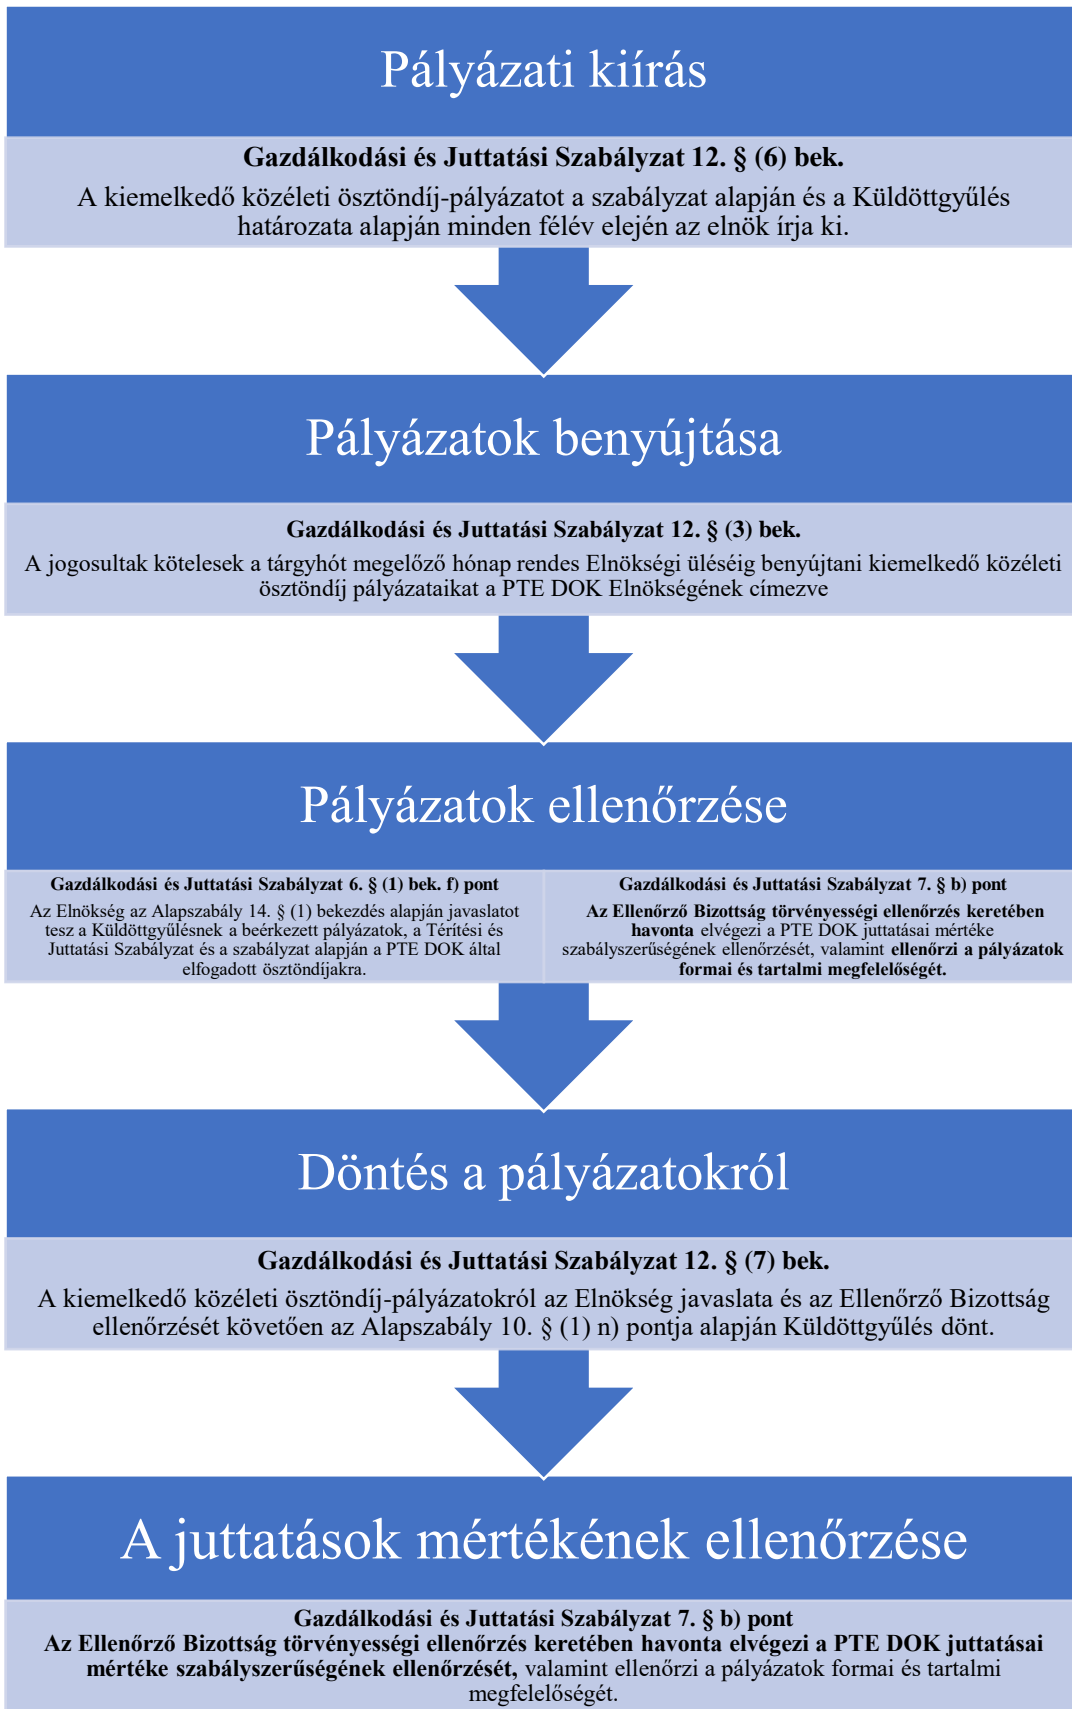 Pályázati kiírás
Gazdálkodási és Juttatási Szabályzat 12. § (6) bek.
A kiemelkedő közéleti ösztöndíj-pályázatot a szabályzat alapján és a Küldöttgyűlés
határozata alapján minden félév elején az elnök írja ki.
Pályázatok benyújtása
Gazdálkodási és Juttatási Szabályzat 12. § (3) bek.
A jogosultak kötelesek a tárgyhót megelőző hónap rendes Elnökségi üléséig benyújtani kiemelkedő közéleti
ösztöndíj pályázataikat a PTE DOK Elnökségének címezve
Pályázatok ellenőrzése
Gazdálkodási és Juttatási Szabályzat 6. § (1) bek. f) pont
Az Elnökség az Alapszabály 14. § (1) bekezdés alapján javaslatot
tesz a Küldöttgyűlésnek a beérkezett pályázatok, a Térítési és
Juttatási Szabályzat és a szabályzat alapján a PTE DOK által
elfogadott ösztöndíjakra.
Gazdálkodási és Juttatási Szabályzat 7. § b) pont
Az Ellenőrző Bizottság törvényességi ellenőrzés keretében
havonta elvégezi a PTE DOK juttatásai mértéke
szabályszerűségének ellenőrzését, valamint ellenőrzi a pályázatok
formai és tartalmi megfelelőségét.
Döntés a pályázatokról
Gazdálkodási és Juttatási Szabályzat 12. § (7) bek.
A kiemelkedő közéleti ösztöndíj-pályázatokról az Elnökség javaslata és az Ellenőrző Bizottság
ellenőrzését követően az Alapszabály 10. § (1) n) pontja alapján Küldöttgyűlés dönt.
A juttatások mértékének ellenőrzése
Gazdálkodási és Juttatási Szabályzat 7. § b) pont
Az Ellenőrző Bizottság törvényességi ellenőrzés keretében havonta elvégezi a PTE DOK juttatásai
mértéke szabályszerűségének ellenőrzését, valamint ellenőrzi a pályázatok formai és tartalmi
megfelelőségét.